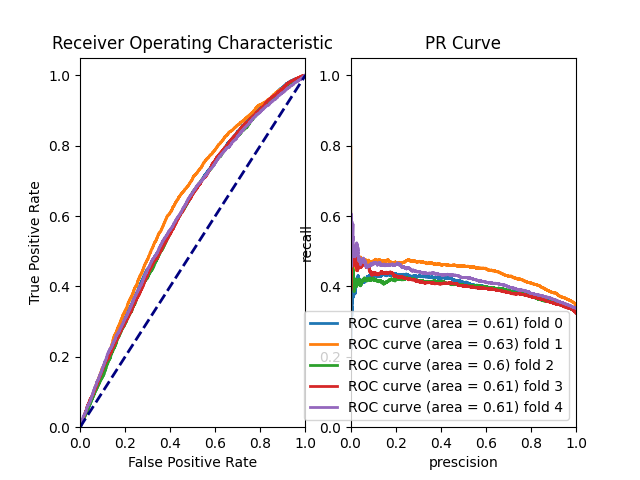 Receiver Operating Characteristic
PR Curve
1.0
0.8
0.6
0.4
0.2
0.0
True Positive Rate
0.0 0.2 0.4 0.6 0.8 1.0
False Positive Rate
1.0
0.8
0.6
0.4
0.2
0.0
recall
ROC curve (area = 0.61) fold 0
ROC curve (area = 0.63) fold 1
ROC curve (area = 0.6) fold 2
ROC curve (area = 0.61) fold 3
ROC curve (area = 0.61) fold 4
0.0 0.2 0.4 0.6 0.8 1.0
prescision